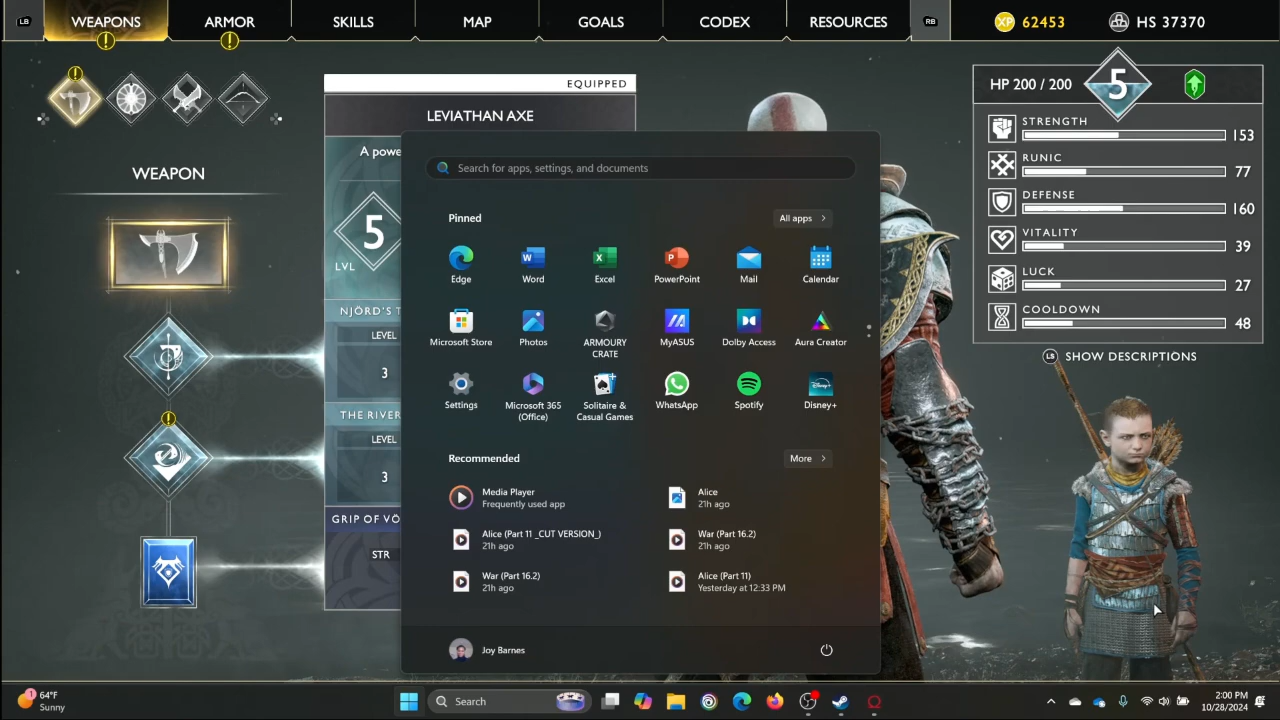 LB
WEAPONS
ARMOR
SKILLS
MAP
GOALS
CODEX
RESOURCES
RB
XP 62453
HS 37370
EQUIPPED
LEVIATHAN AXE
A powe
WEAPON
5
LVL
NJÖRD'S T
LEVEL
3
THE RIVER
LEVEL
3
GRIP OF VÖ
STR
Search for apps, settings, and documents
Pinned
All apps
Edge
Word
Excel
PowerPoint
Mail
Calendar
Microsoft Store
Photos
ARMOURY
CRATE
MyASUS
Dolby Access
Aura Creator
Settings
Microsoft 365
(Office)
Solitaire &
Casual Games
WhatsApp
Spotify
Disney+
Recommended
More
Media Player
Frequently used app
Alice
21h ago
Alice (Part 11 _CUT VERSION_)
21h ago
War (Part 16.2)
21h ago
War (Part 16.2)
21h ago
Alice (Part 11)
Yesterday at 12:33 PM
Joy Barnes
HP 200 / 200
5
STRENGTH
153
RUNIC
77
DEFENSE
160
VITALITY
39
LUCK
27
COOLDOWN
48
LS SHOW DESCRIPTIONS
1
64°F
Sunny
Search
2:00 PM
10/28/2024